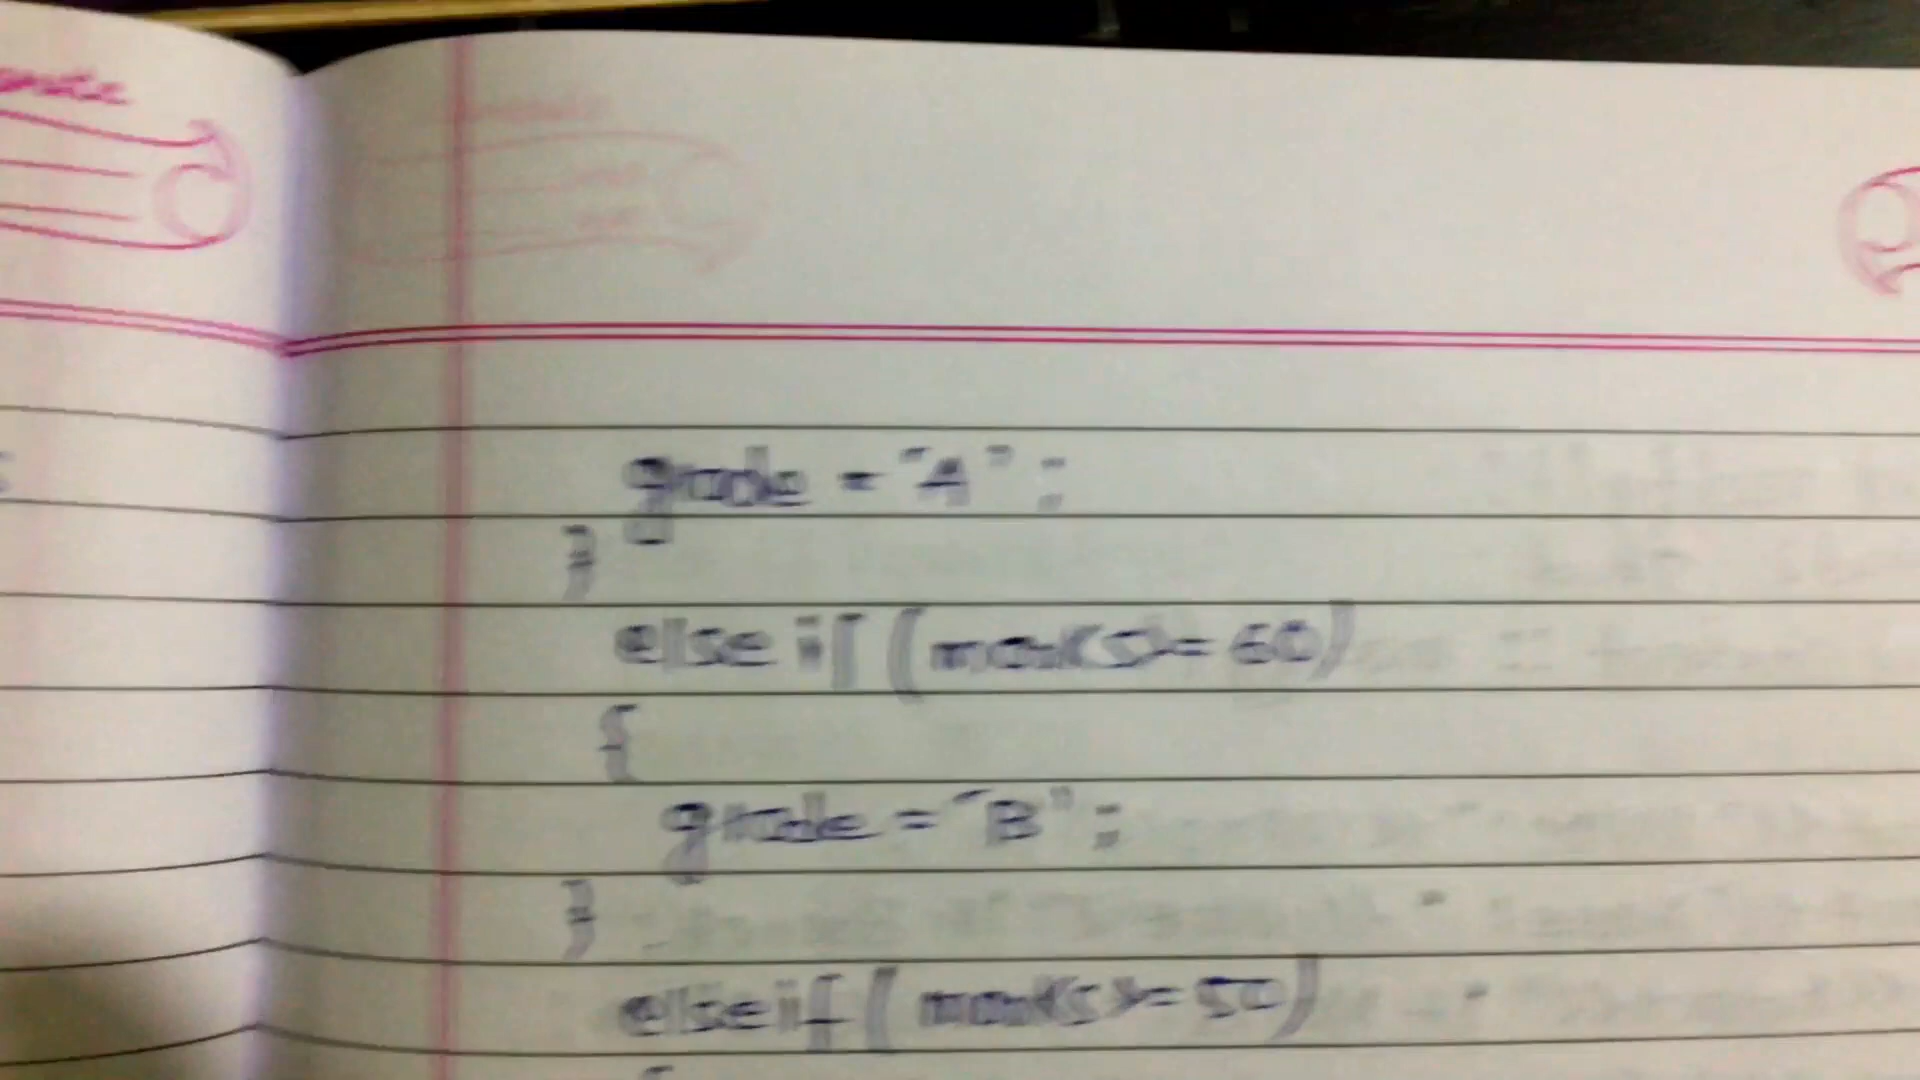 grade = "A" ;
}
else if (marks>= 60)
{
grade = "B" ;
}
else if (marks>= 50)
{